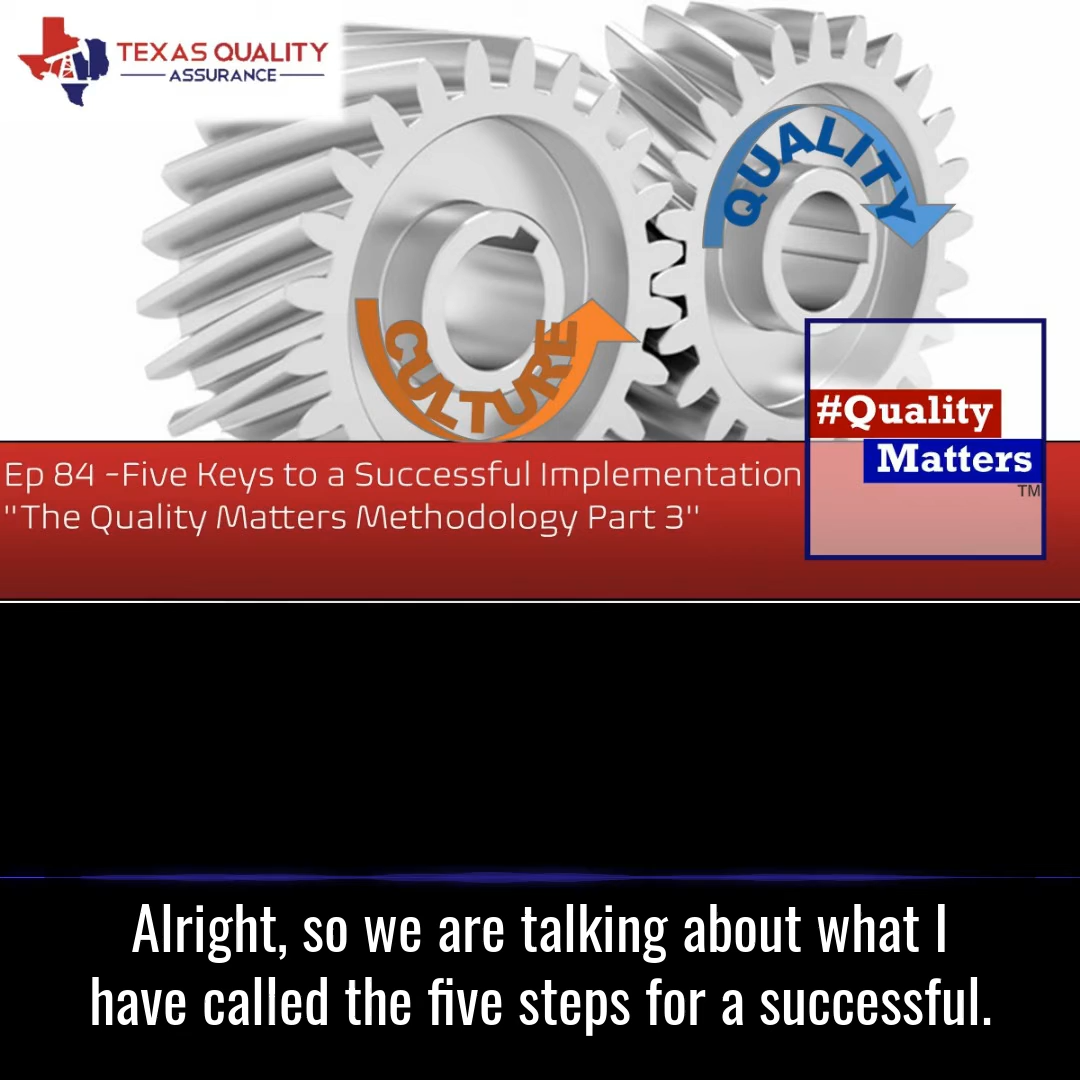 TEXAS QUALITY
ASSURANCE
QUALITY
CULTURE
#Quality
Matters
TM
Ep 84 -Five Keys to a Successful Implementation
"The Quality Matters Methodology Part 3"
Alright, so we are talking about what I
have called the five steps for a successful.